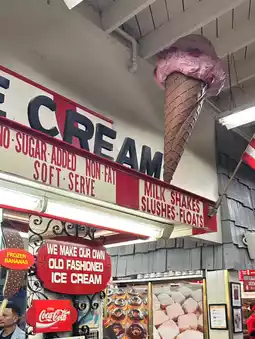 E CREAM
NO-SUGAR-ADDED NON-FAT
SOFT-SERVE
MILK SHAKES
SLUSHES-FLOATS
WE MAKE OUR OWN
OLD FASHIONED
ICE CREAM
FROZEN
BANANAS
Coca-Cola